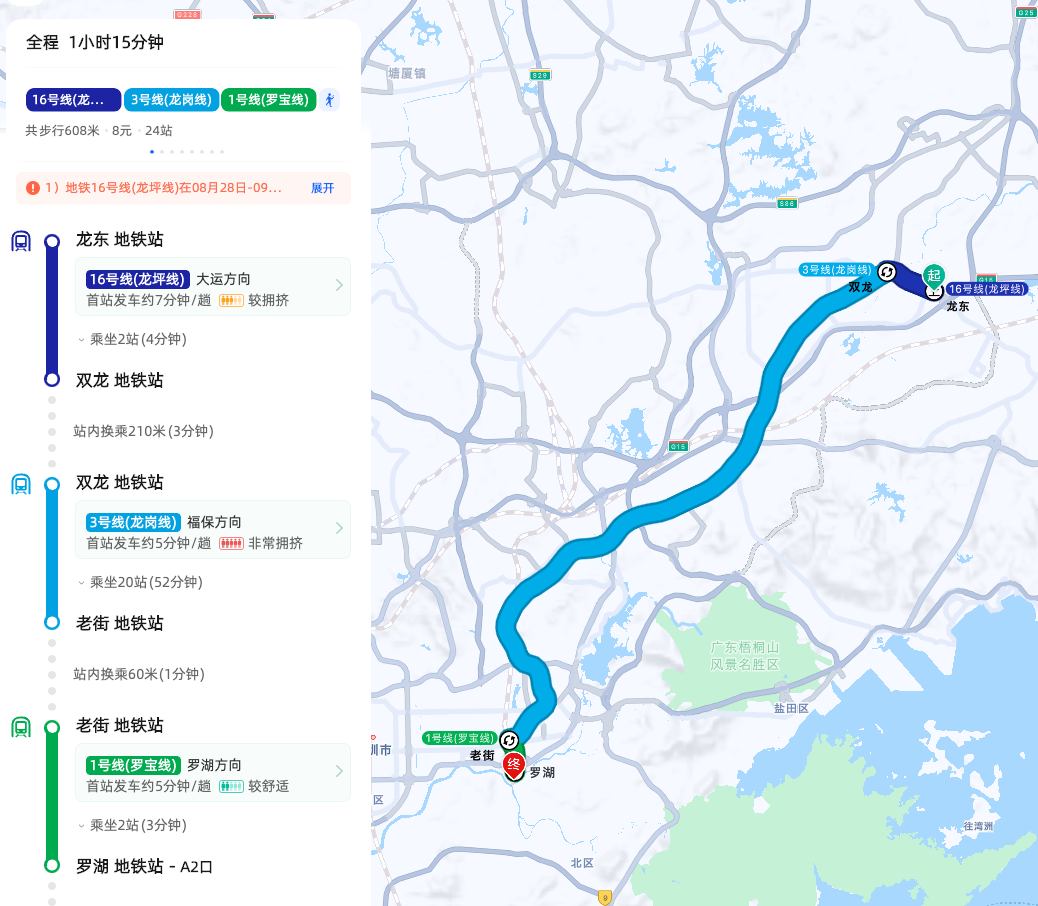 全程 1小时15分钟
16号线(龙... 3号线(龙岗线) 1号线(罗宝线)
共步行608米 · 8元 · 24站
1）地铁16号线(龙坪线)在08月28日-09... 展开
龙东 地铁站
16号线(龙坪线) 大运方向
首站发车约7分钟/趟 较拥挤
乘坐2站(4分钟)
双龙 地铁站
站内换乘210米(3分钟)
双龙 地铁站
3号线(龙岗线) 福保方向
首站发车约5分钟/趟 非常拥挤
乘坐20站(52分钟)
老街 地铁站
站内换乘60米(1分钟)
老街 地铁站
1号线(罗宝线) 罗湖方向
首站发车约5分钟/趟 较舒适
乘坐2站(3分钟)
罗湖 地铁站 - A2口
G25
塘厦镇
S29
S86
3号线(龙岗线)
双龙
起
16号线(龙坪线)
龙东
G15
广东梧桐山
风景名胜区
盐田区
1号线(罗宝线)
老街
终
罗湖
圳市
区
往湾洲
北区
9